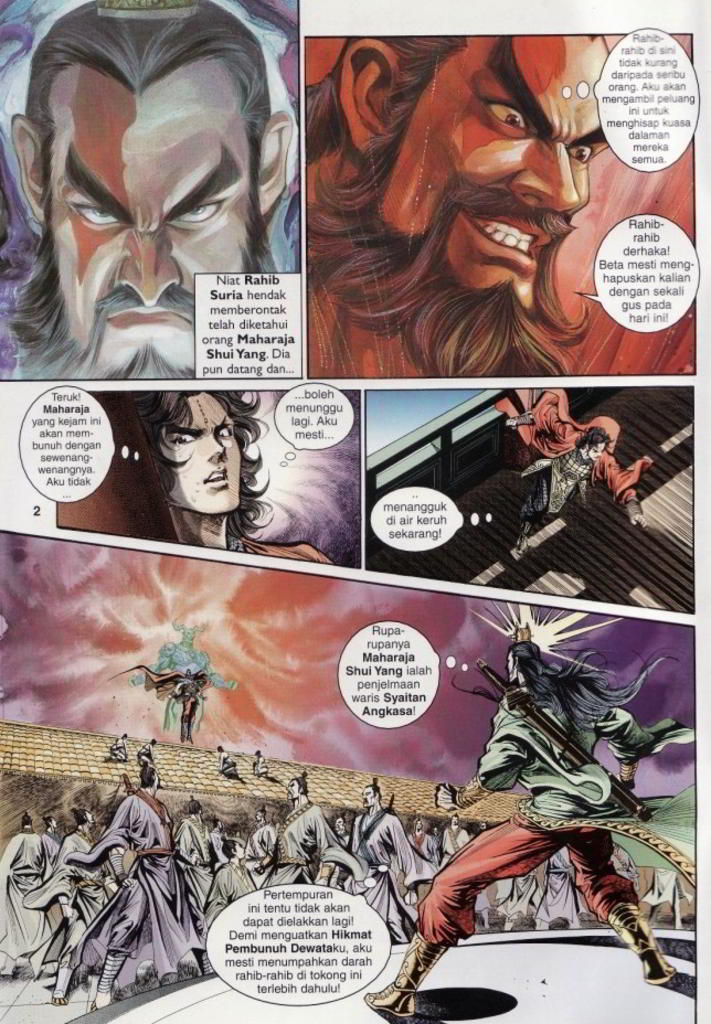 Niat Rahib
Suria hendak
memberontak
telah diketahui
orang Maharaja
Shui Yang. Dia
pun datang dan...
Rahib-
rahib di sini
tidak kurang
daripada seribu
orang. Aku akan
mengambil peluang
ini untuk
menghisap kuasa
dalaman
mereka
semua.
Rahib-
rahib
derhaka!
Beta mesti meng-
hapuskan kalian
dengan sekali
gus pada
hari ini!
Teruk!
Maharaja
yang kejam ini
akan mem-
bunuh dengan
sewenang-
wenangnya.
Aku tidak
...
...boleh
menunggu
lagi. Aku
mesti...
..
menangguk
di air keruh
sekarang!
2
Rupa-
rupanya
Maharaja
Shui Yang ialah
penjelmaan
waris Syaitan
Angkasa!
Pertempuran
ini tentu tidak akan
dapat dielakkan lagi!
Demi menguatkan Hikmat
Pembunuh Dewataku, aku
mesti menumpahkan darah
rahib-rahib di tokong ini
terlebih dahulu!